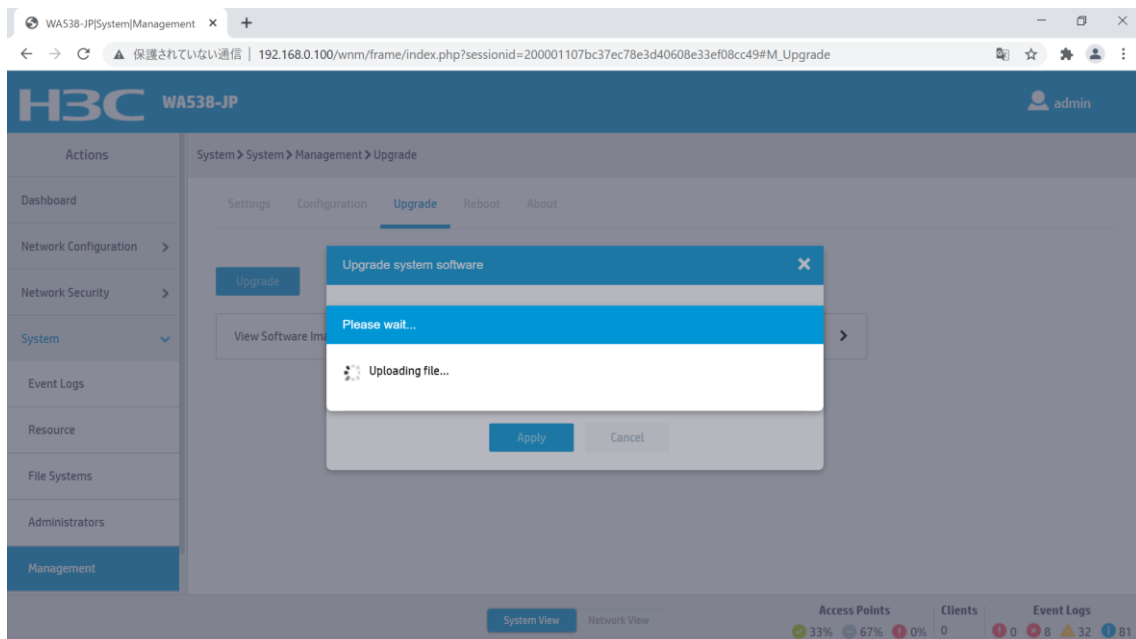 WA538-JP|System|Management
保護されていない通信 | 192.168.0.100/wnm/frame/index.php?sessionid=200001107bc37ec78e3d40608e33ef08cc49#M_Upgrade
H3C WA538-JP
admin
Actions
System > System > Management > Upgrade
Dashboard
Settings Configuration Upgrade Reboot About
Network Configuration
Upgrade system software
Upgrade
Network Security
Please wait...
System
View Software Ima
Uploading file...
Event Logs
Resource
Apply Cancel
File Systems
Administrators
Management
System View Network View
Access Points Clients Event Logs
33% 67% 0% 0 0 8 32 81